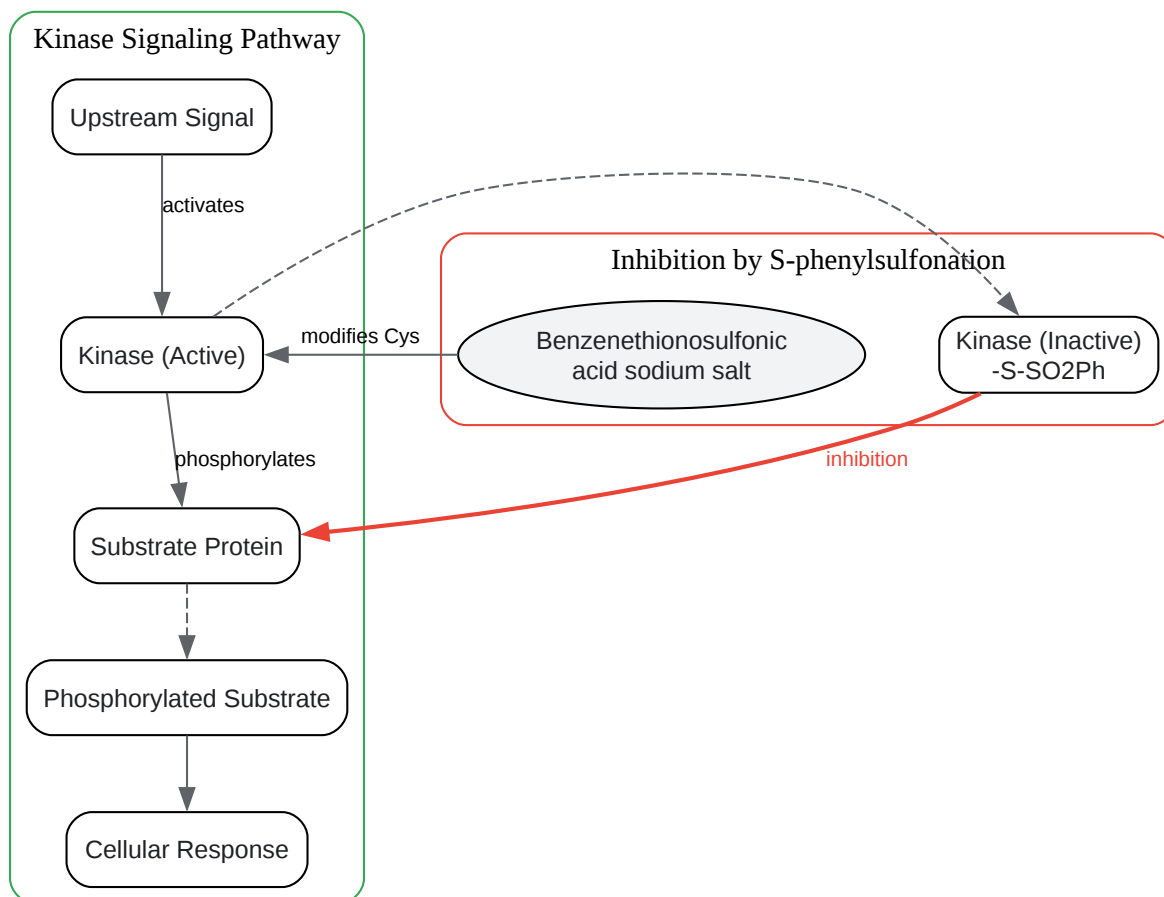 Kinase Signaling Pathway
Upstream Signal
activates
Inhibition by S-phenylsulfonation
Kinase (Active)
modifies Cys
Benzenethionosulfonic
acid sodium salt
Kinase (Inactive)
-S-SO2Ph
phosphorylates
inhibition
Substrate Protein
Phosphorylated Substrate
Cellular Response